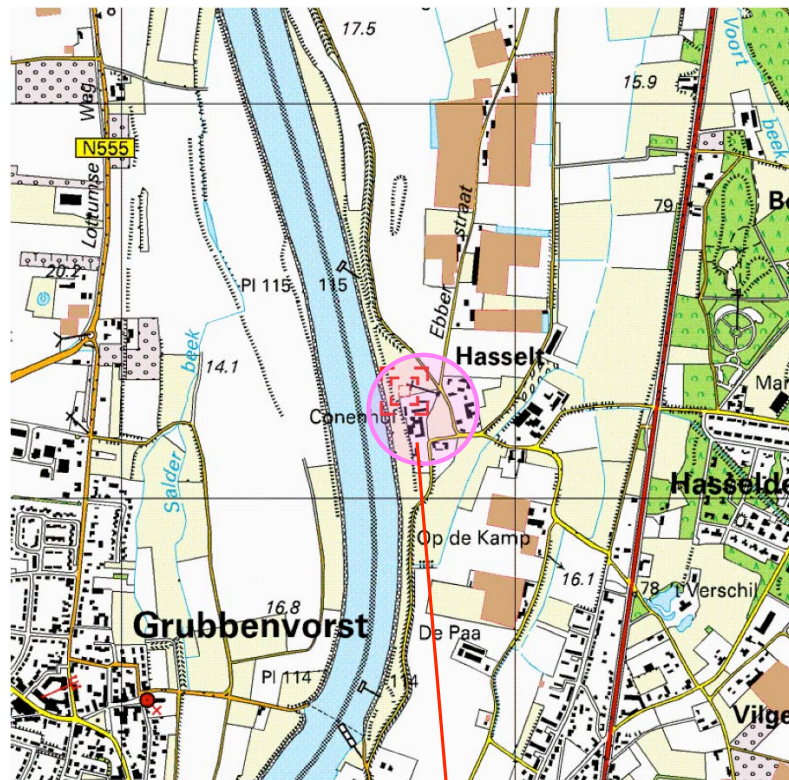 17.5
Voort
beek
15.9
Weg
N555
Lottumse
79
Be
straat
20.2
Pl 115
115
Ebber
beek
14.1
Hasselt
Mar
Conenhof
Salder
Hasselde
Op de Kamp
16.1
78
't Verschil
16.8
Grubbenvorst
De Paa
Pl 114
114
Vilge